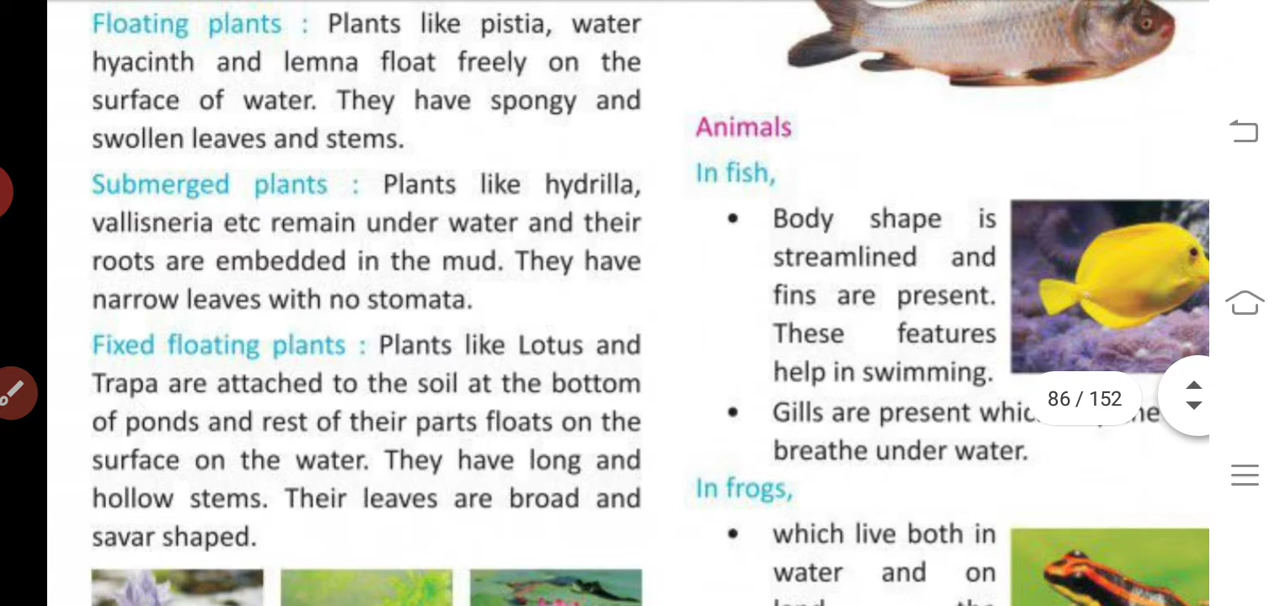 Floating plants : Plants like pistia, water
hyacinth and lemna float freely on the
surface of water. They have spongy and
swollen leaves and stems.
Submerged plants : Plants like hydrilla,
vallisneria etc remain under water and their
roots are embedded in the mud. They have
narrow leaves with no stomata.
Fixed floating plants : Plants like Lotus and
Trapa are attached to the soil at the bottom
of ponds and rest of their parts floats on the
surface on the water. They have long and
hollow stems. Their leaves are broad and
savar shaped.
Animals
In fish,
• Body shape is
streamlined and
fins are present.
These features
help in swimming.
• Gills are present
breathe under water.
In frogs,
• which live both in
water and on
86 / 152